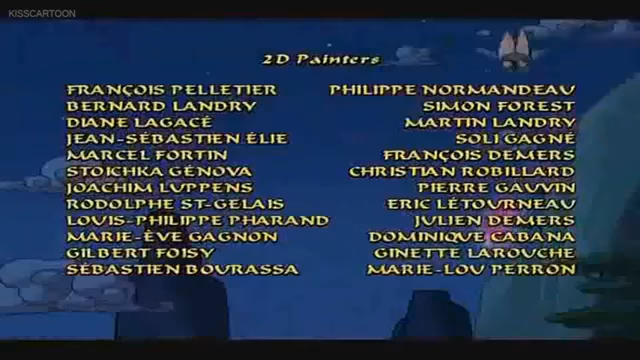 KISSCARTOON
2D Painters
FRANÇOIS PELLETIER PHILIPPE NORMANDEAU
BERNARD LANDRY SIMON FOREST
DIANE LAGACÉ MARTIN LANDRY
JEAN-SÉBASTIEN ÉLIE SOLI GAGNÉ
MARCEL FORTIN FRANÇOIS DEMERS
STOICHKA GÉNOVA CHRISTIAN ROBILLARD
JOACHIM LUPPENS PIERRE GAUVIN
RODOLPHE ST-GELAIS ERIC LÉTOURNEAU
LOUIS-PHILIPPE PHARAND JULIEN DEMERS
MARIE-ÈVE GAGNON DOMINIQUE CABANA
GILBERT FOISY GINETTE LAROUCHE
SÉBASTIEN BOURASSA MARIE-LOU PERRON